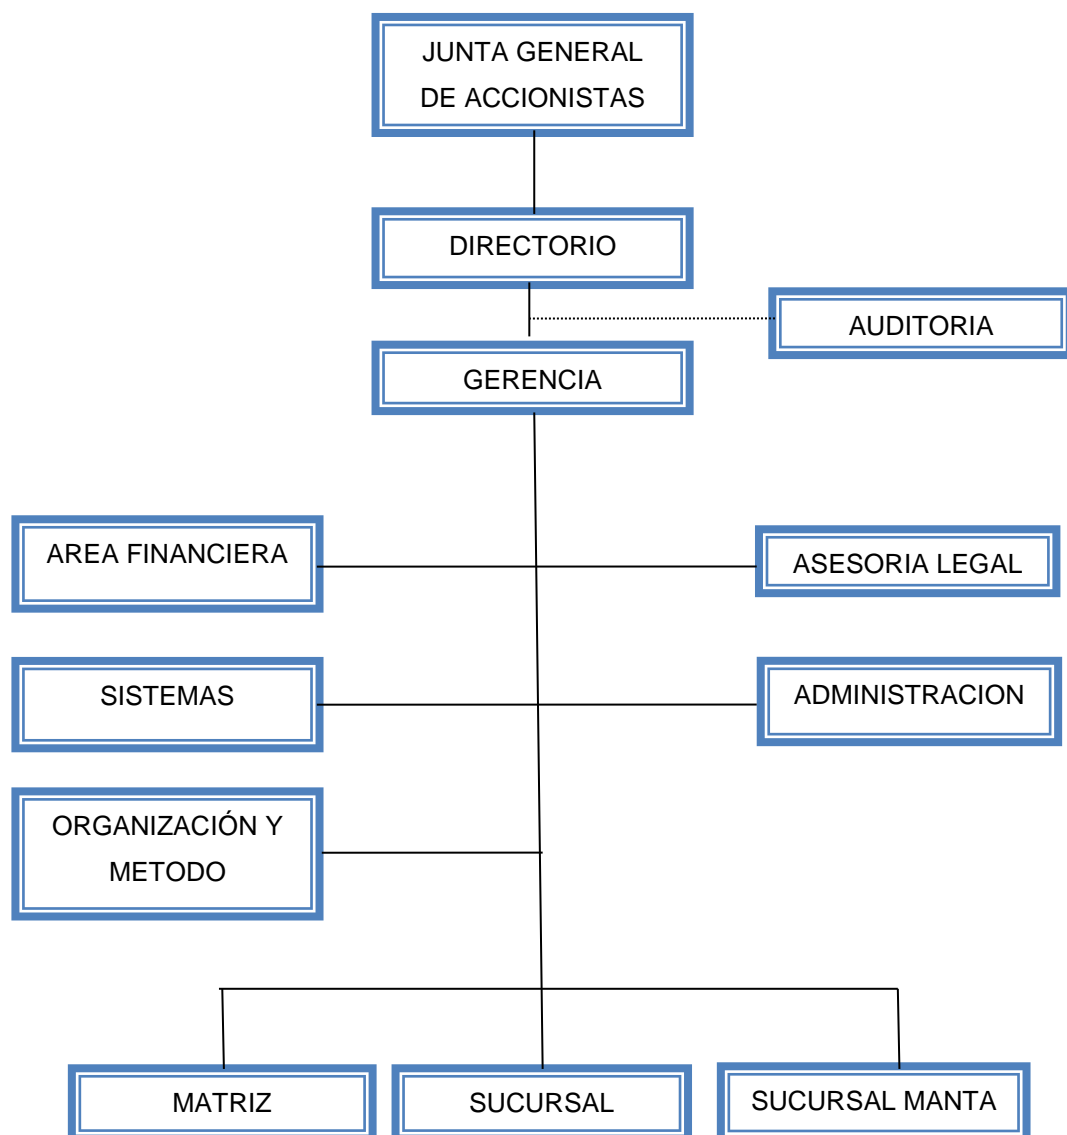 JUNTA GENERAL
DE ACCIONISTAS
DIRECTORIO
AUDITORIA
GERENCIA
AREA FINANCIERA
ASESORIA LEGAL
SISTEMAS
ADMINISTRACION
ORGANIZACIÓN Y
METODO
MATRIZ
SUCURSAL
SUCURSAL MANTA